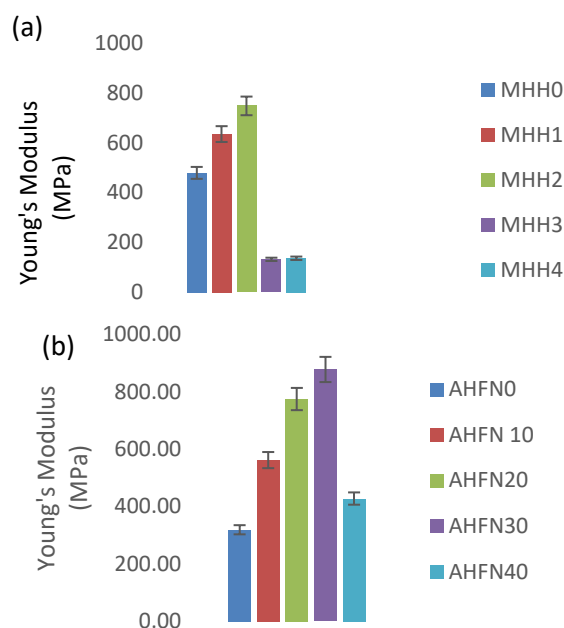 (a)
Young's Modulus
(MPa)
1000
800
600
400
200
0
MHH0
MHH1
MHH2
MHH3
MHH4
(b)
Young's Modulus
(MPa)
1000.00
800.00
600.00
400.00
200.00
0.00
AHFN0
AHFN 10
AHFN20
AHFN30
AHFN40